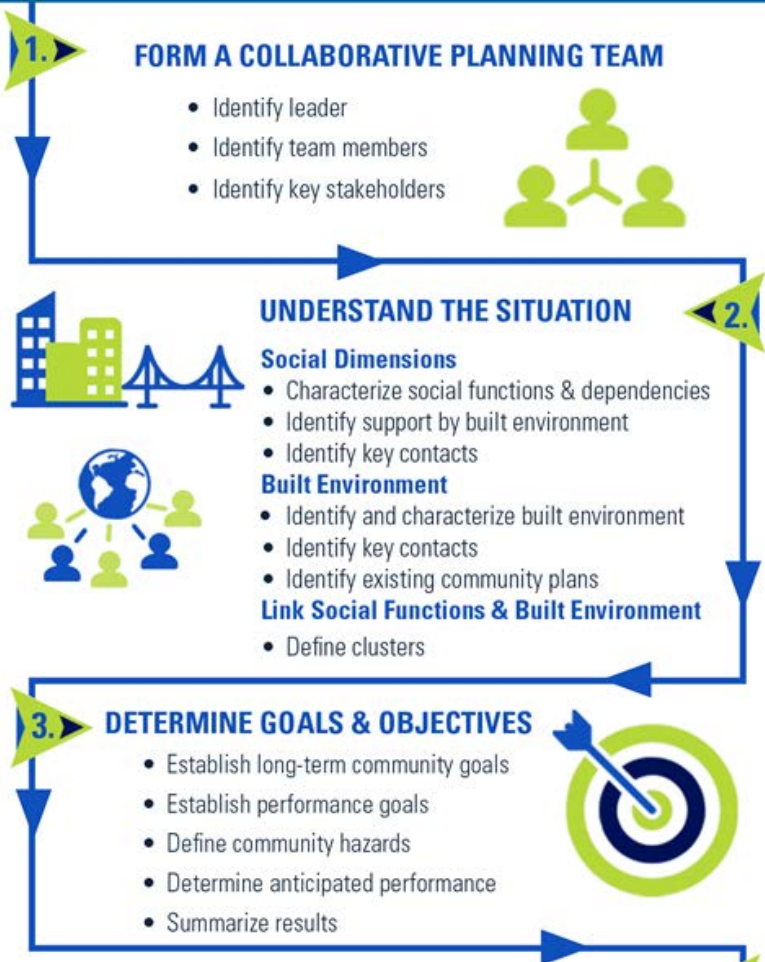 1.
FORM A COLLABORATIVE PLANNING TEAM
• Identify leader
• Identify team members
• Identify key stakeholders
UNDERSTAND THE SITUATION
2.
Social Dimensions
• Characterize social functions & dependencies
• Identify support by built environment
• Identify key contacts
Built Environment
• Identify and characterize built environment
• Identify key contacts
• Identify existing community plans
Link Social Functions & Built Environment
• Define clusters
3.
DETERMINE GOALS & OBJECTIVES
• Establish long-term community goals
• Establish performance goals
• Define community hazards
• Determine anticipated performance
• Summarize results